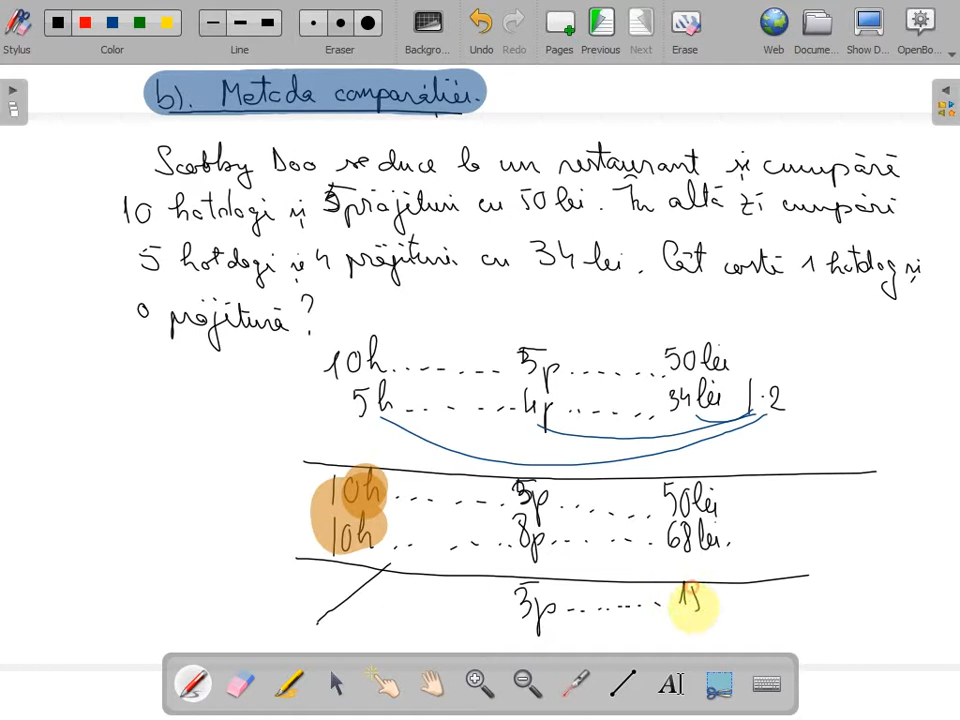 Stylus Color Line Eraser Backgro... Undo Redo Pages Previous Next Erase Web Docume... Show D... OpenBo...
b). Metoda comparației.
Scooby Doo se duce la un restaurant și cumpără
10 hotdogi și 5 prăjituri cu 50 lei. În altă zi cumpără
5 hotdogi și 4 prăjituri cu 34 lei. Cât costă 1 hotdog și
o prăjitură?
10h........ 5p ...... 50 lei
5h........ 4p ...... 34 lei |·2
10h........ 5p ...... 50 lei
10h........ 8p ...... 68 lei.
3p........ 1